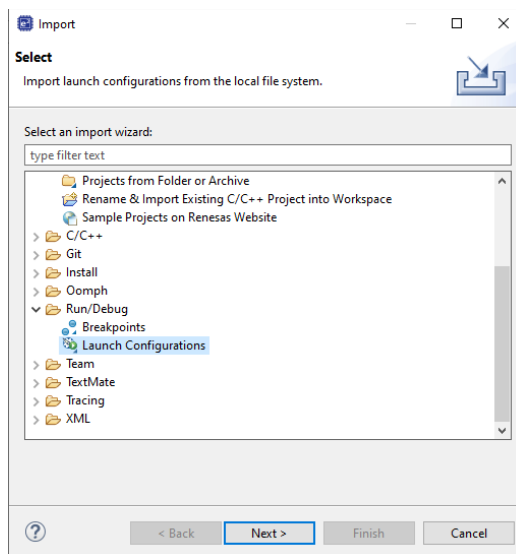 Import
Select
Import launch configurations from the local file system.
Select an import wizard:
type filter text
Projects from Folder or Archive
Rename & Import Existing C/C++ Project into Workspace
Sample Projects on Renesas Website
C/C++
Git
Install
Oomph
Run/Debug
Breakpoints
Launch Configurations
Team
TextMate
Tracing
XML
< Back Next > Finish Cancel